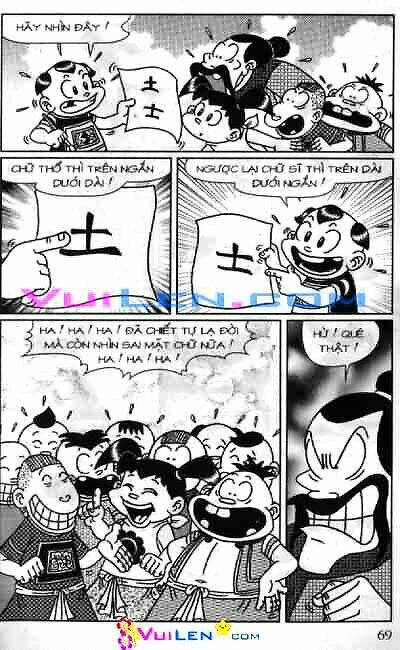 HÃY NHÌN ĐÂY!
土
士
CHỮ THỔ THÌ TRÊN NGẮN
DƯỚI DÀI!
土
NGƯỢC LẠI CHỮ SĨ THÌ TRÊN DÀI
DƯỚI NGẮN!
士
VUILEN.COM
HA! HA! HA! ĐÃ CHIẾT TỰ LẠ ĐỜI
MÀ CÒN NHÌN SAI MẶT CHỮ NỮA!
HA! HA! HA!
HỪ! QUÊ
THẬT!
69
VUILEN.COM